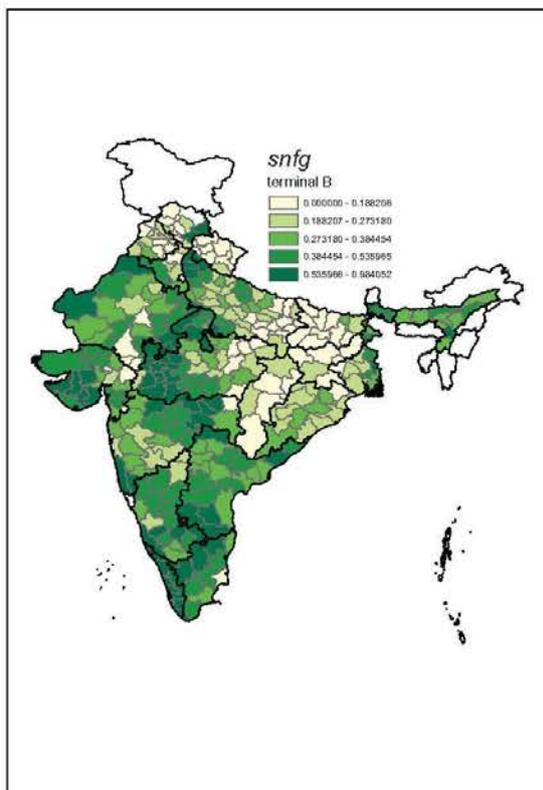 snfg
terminal B
0.000000 - 0.188206
0.188207 - 0.273180
0.273180 - 0.384454
0.384454 - 0.535965
0.535966 - 0.984052